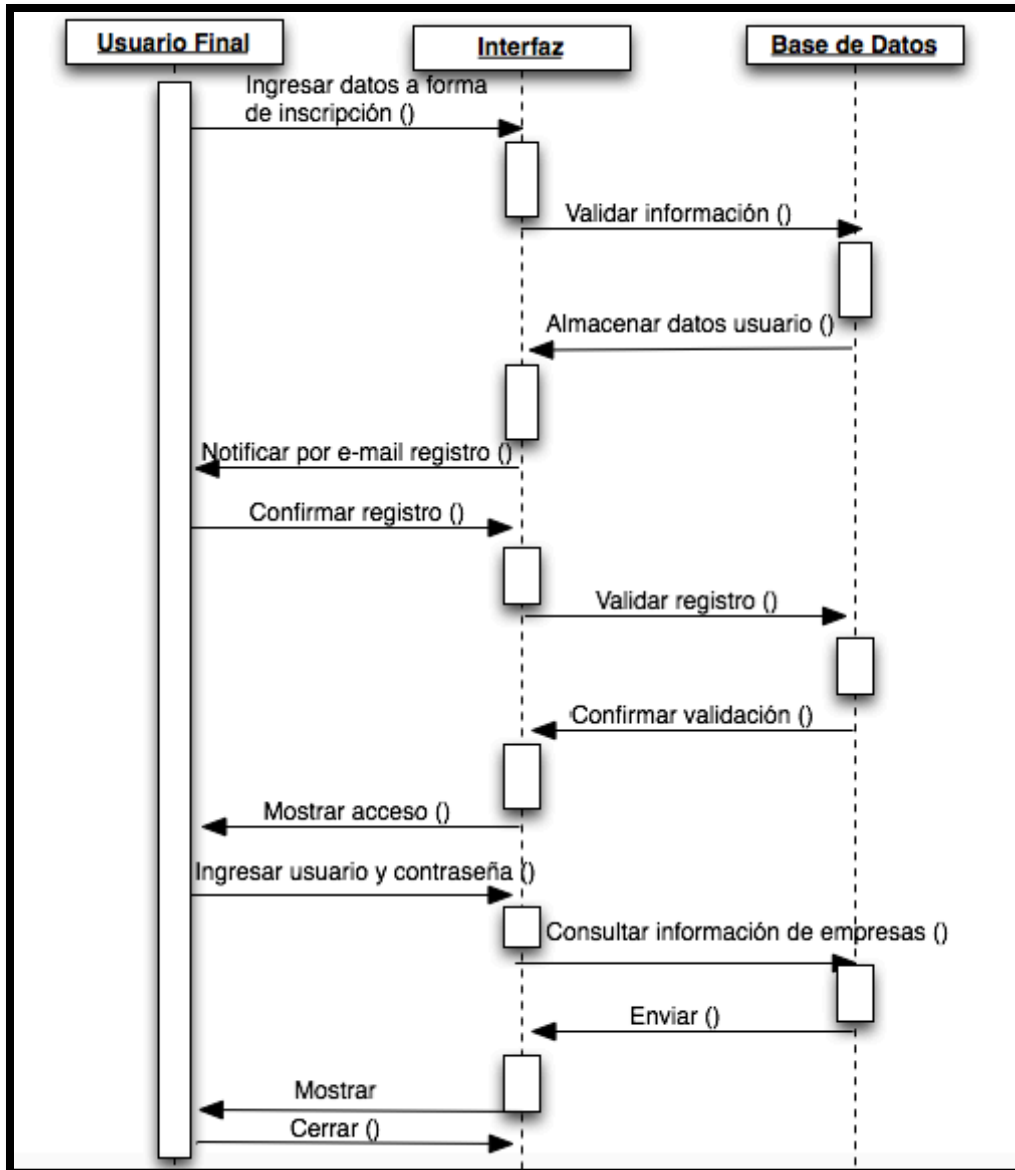 Usuario Final
Interfaz
Base de Datos
Ingresar datos a forma
de inscripción ()
Validar información ()
Almacenar datos usuario ()
Notificar por e-mail registro ()
Confirmar registro ()
Validar registro ()
Confirmar validación ()
Mostrar acceso ()
Ingresar usuario y contraseña ()
Consultar información de empresas ()
Enviar ()
Mostrar
Cerrar ()